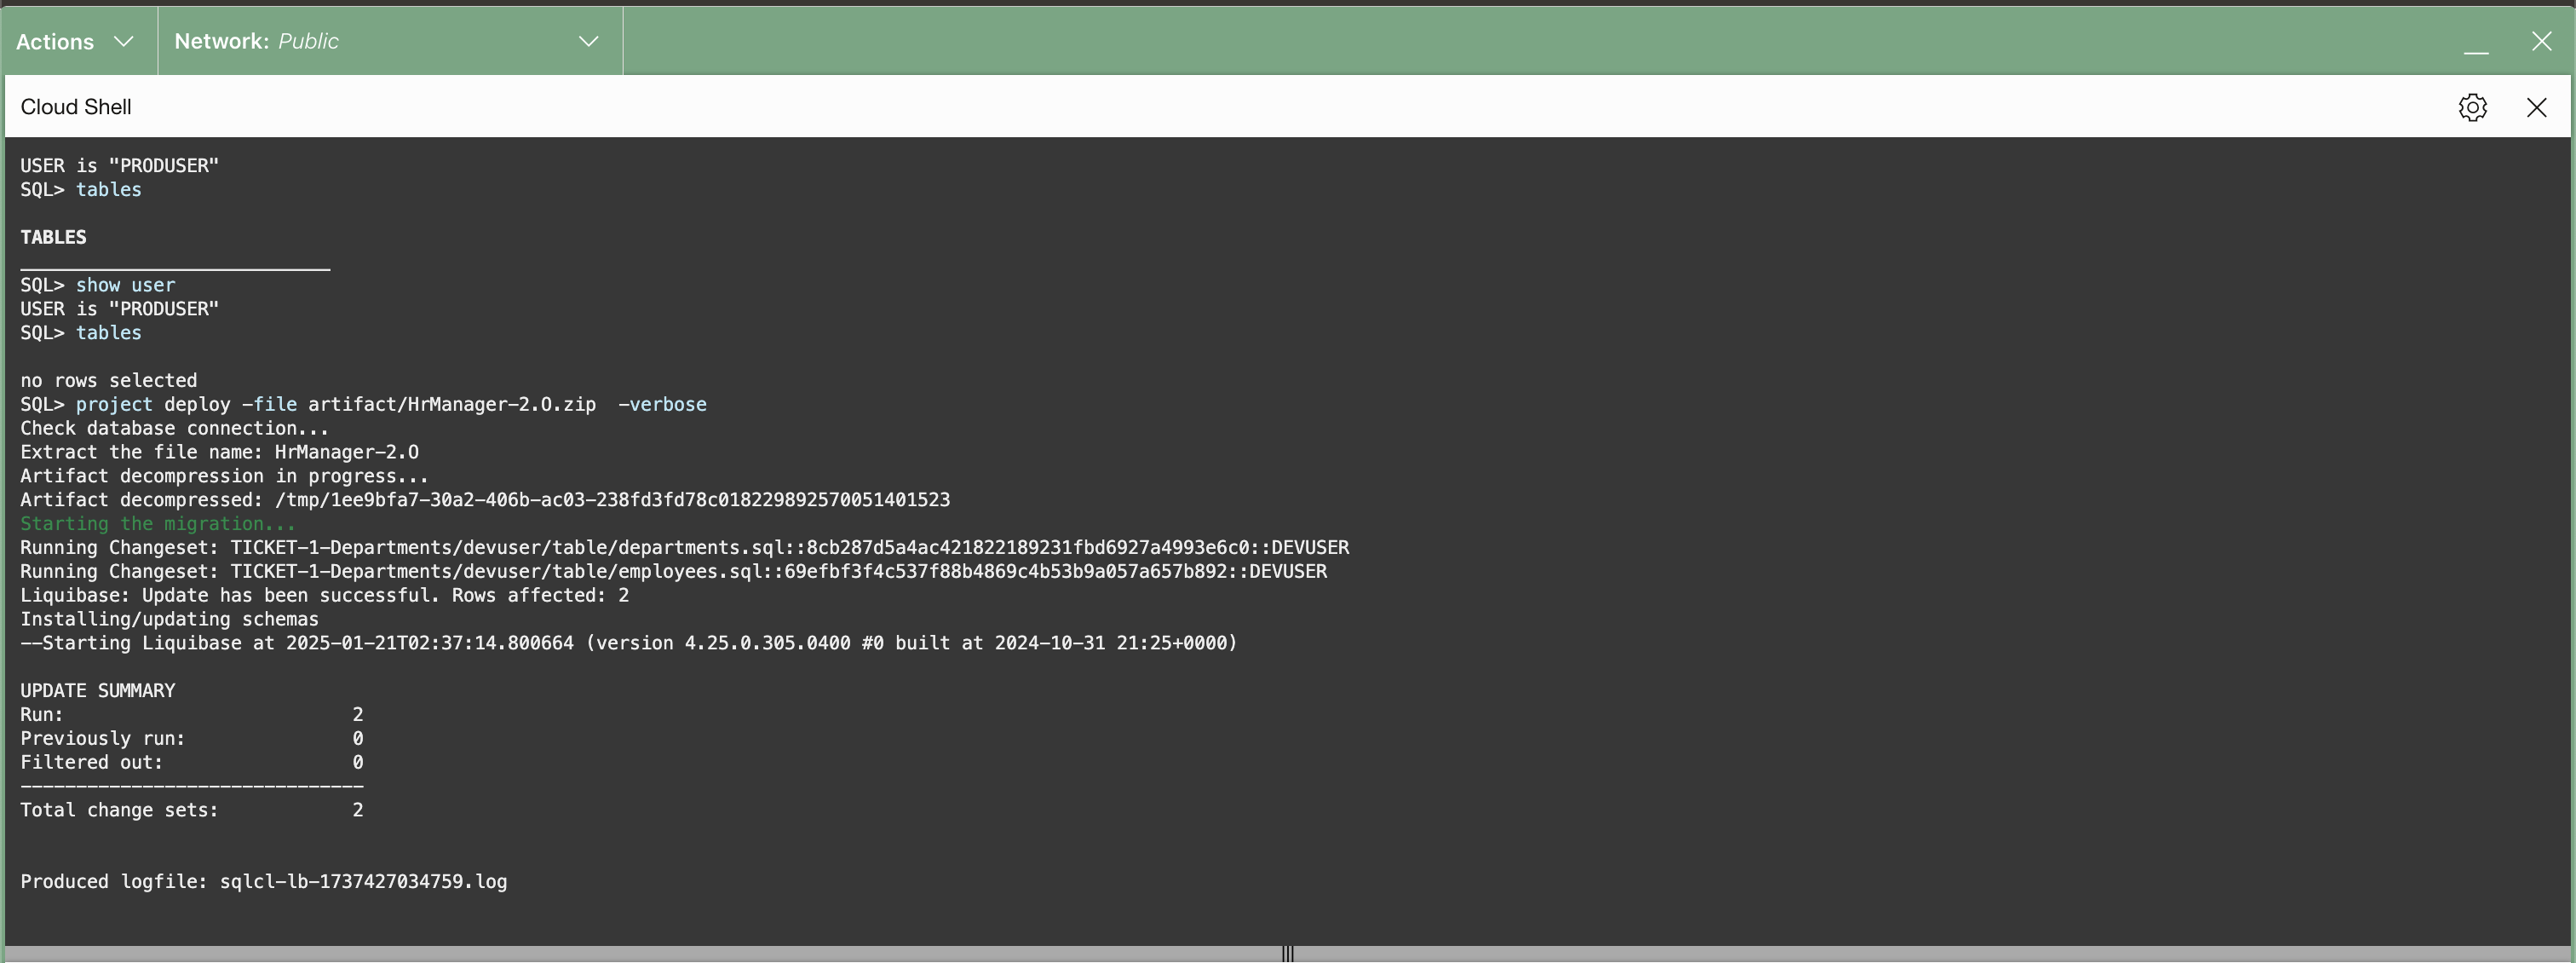 Actions
Network: Public
Cloud Shell
USER is "PRODUSER"
SQL> tables
TABLES
SQL> show user
USER is "PRODUSER"
SQL> tables
no rows selected
SQL> project deploy -file artifact/HrManager-2.0.zip  -verbose
Check database connection...
Extract the file name: HrManager-2.0
Artifact decompression in progress...
Artifact decompressed: /tmp/1ee9bfa7-30a2-406b-ac03-238fd3fd78c018229892570051401523
Starting the migration...
Running Changeset: TICKET-1-Departments/devuser/table/departments.sql::8cb287d5a4ac421822189231fbd6927a4993e6c0::DEVUSER
Running Changeset: TICKET-1-Departments/devuser/table/employees.sql::69efbf3f4c537f88b4869c4b53b9a057a657b892::DEVUSER
Liquibase: Update has been successful. Rows affected: 2
Installing/updating schemas
--Starting Liquibase at 2025-01-21T02:37:14.800664 (version 4.25.0.305.0400 #0 built at 2024-10-31 21:25+0000)
UPDATE SUMMARY
Run: 2
Previously run: 0
Filtered out: 0
-------------------------------
Total change sets: 2
Produced logfile: sqlcl-lb-1737427034759.log